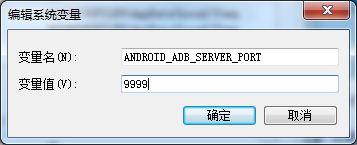 编辑系统变量
变量名(N): ANDROID_ADB_SERVER_PORT
变量值(V): 9999
确定 取消